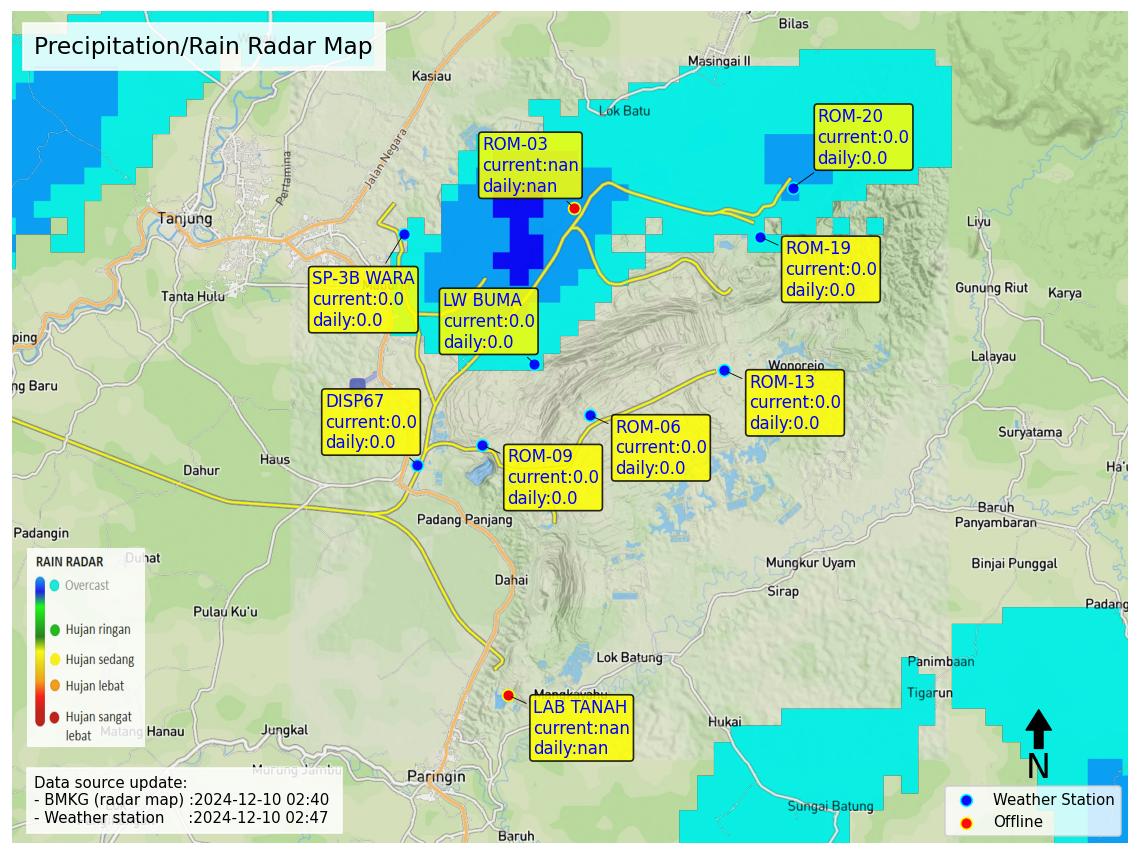 Precipitation/Rain Radar Map
Bilas
Masingai II
Kasiau
Lok Batu
Jalan Negara
Pertamina
Tanjung
Tanta Hulu
ROM-03
current:nan
daily:nan
ROM-20
current:0.0
daily:0.0
ROM-19
current:0.0
daily:0.0
SP-3B WARA
current:0.0
daily:0.0
LW BUMA
current:0.0
daily:0.0
Liyu
Gunung Riut
Karya
Lalayau
ping
ng Baru
Wonorejo
ROM-13
current:0.0
daily:0.0
DISP67
current:0.0
daily:0.0
ROM-06
current:0.0
daily:0.0
ROM-09
current:0.0
daily:0.0
Suryatama
Ha'u
Haus
Dahur
Baruh
Panyambaran
Padang Panjang
Padangin
Duhat
Binjai Punggal
Mungkur Uyam
Sirap
Dahai
Padang
Pulau Ku'u
RAIN RADAR
Overcast
Hujan ringan
Hujan sedang
Hujan lebat
Hujan sangat
lebat
Lok Batung
Panimbaan
Tigarun
Mangkayahu
LAB TANAH
current:nan
daily:nan
Hukai
Matang Hanau
Jungkal
Murung Jambu
Paringin
Sungai Batung
Baruh
N
Data source update:
- BMKG (radar map) :2024-12-10 02:40
- Weather station :2024-12-10 02:47
Weather Station
Offline